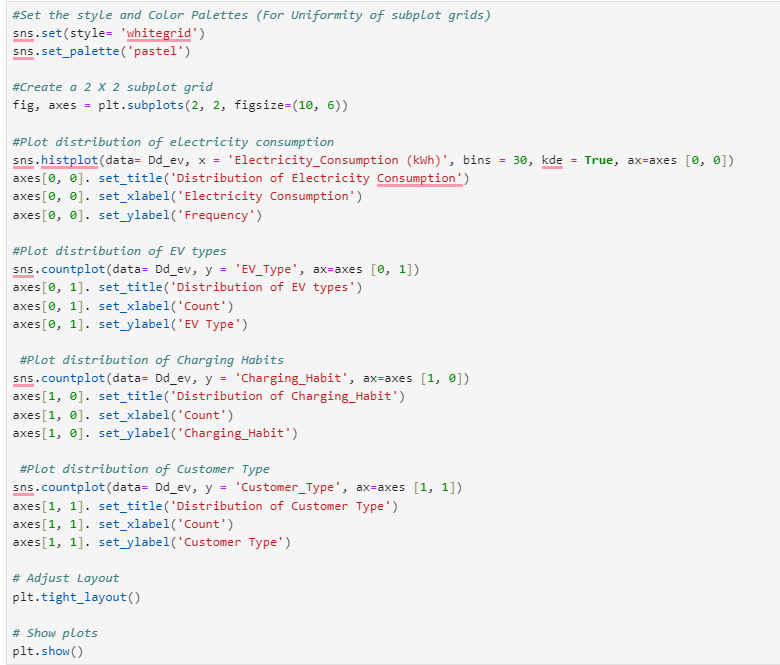 #Set the style and Color Palettes (For Uniformity of subplot grids)
sns.set(style= 'whitegrid')
sns.set_palette('pastel')

#Create a 2 X 2 subplot grid
fig, axes = plt.subplots(2, 2, figsize=(10, 6))

#Plot distribution of electricity consumption
sns.histplot(data= Dd_ev, x = 'Electricity_Consumption (kWh)', bins = 30, kde = True, ax=axes [0, 0])
axes[0, 0]. set_title('Distribution of Electricity Consumption')
axes[0, 0]. set_xlabel('Electricity Consumption')
axes[0, 0]. set_ylabel('Frequency')

#Plot distribution of EV types
sns.countplot(data= Dd_ev, y = 'EV_Type', ax=axes [0, 1])
axes[0, 1]. set_title('Distribution of EV types')
axes[0, 1]. set_xlabel('Count')
axes[0, 1]. set_ylabel('EV Type')

 #Plot distribution of Charging Habits
sns.countplot(data= Dd_ev, y = 'Charging_Habit', ax=axes [1, 0])
axes[1, 0]. set_title('Distribution of Charging_Habit')
axes[1, 0]. set_xlabel('Count')
axes[1, 0]. set_ylabel('Charging_Habit')

 #Plot distribution of Customer Type
sns.countplot(data= Dd_ev, y = 'Customer_Type', ax=axes [1, 1])
axes[1, 1]. set_title('Distribution of Customer Type')
axes[1, 1]. set_xlabel('Count')
axes[1, 1]. set_ylabel('Customer Type')

# Adjust Layout
plt.tight_layout()

# Show plots
plt.show()